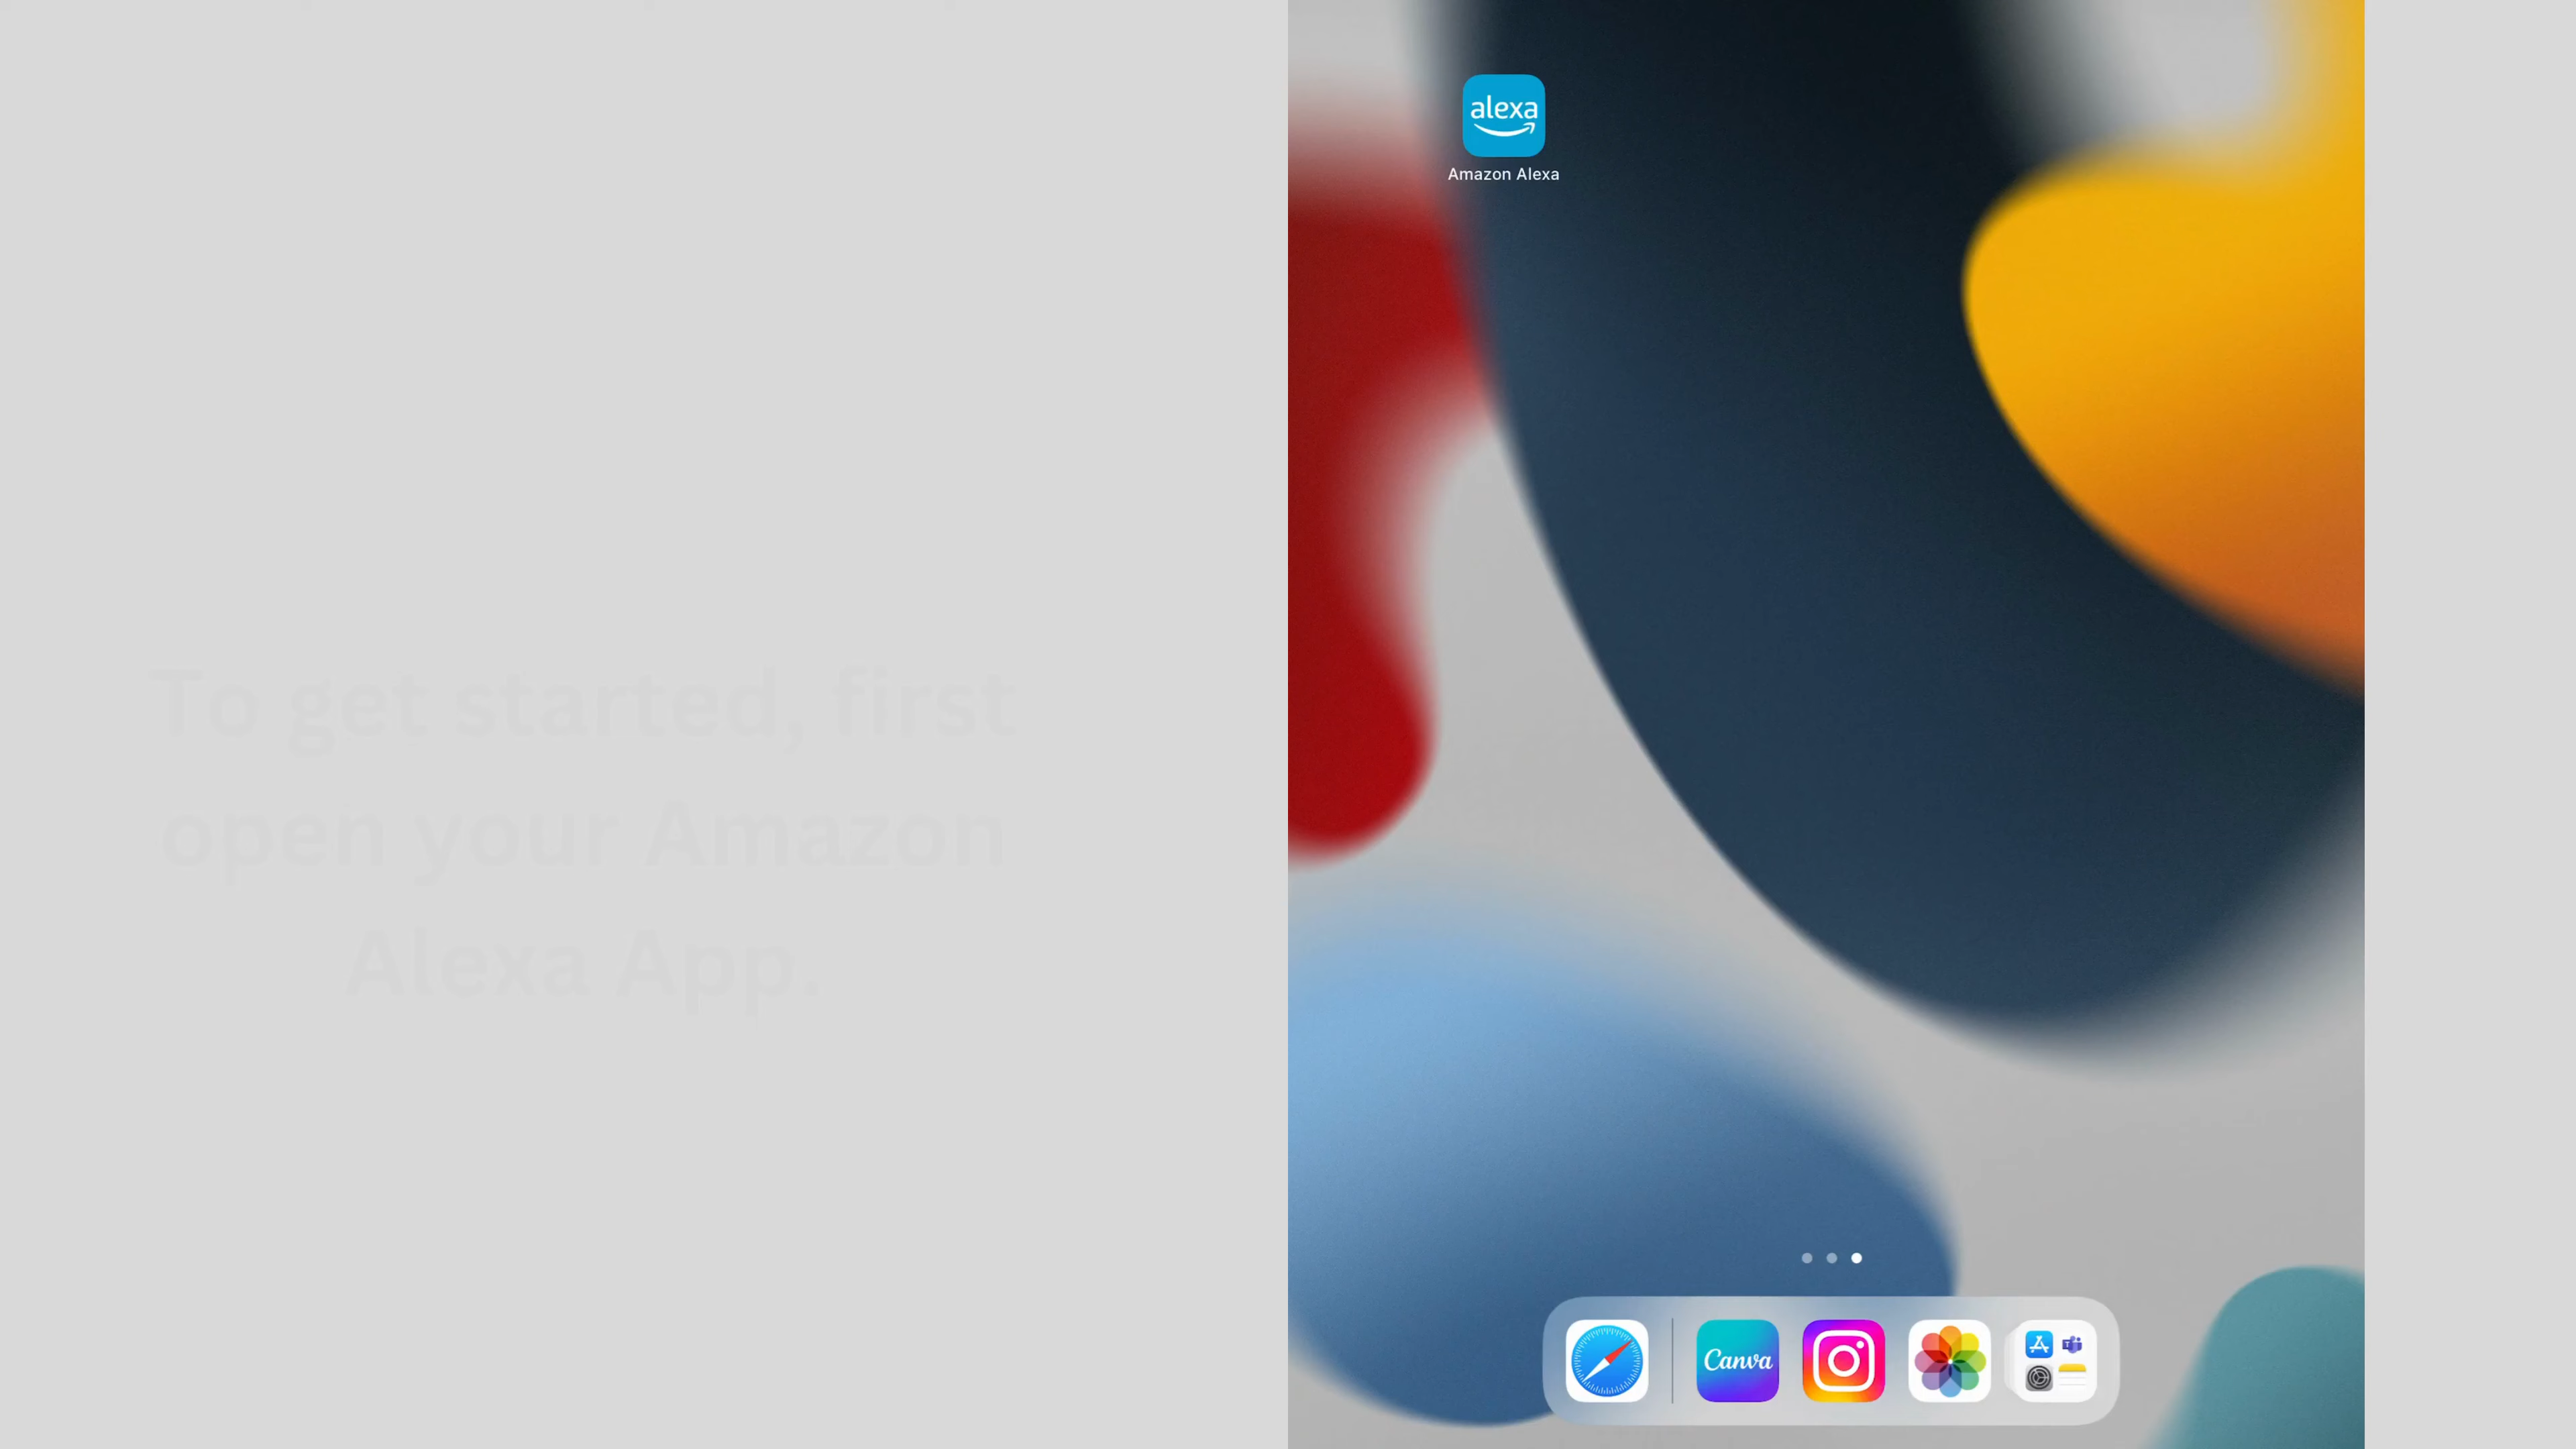 To get started, first
open your Amazon
Alexa App.
alexa
Amazon Alexa
Canva